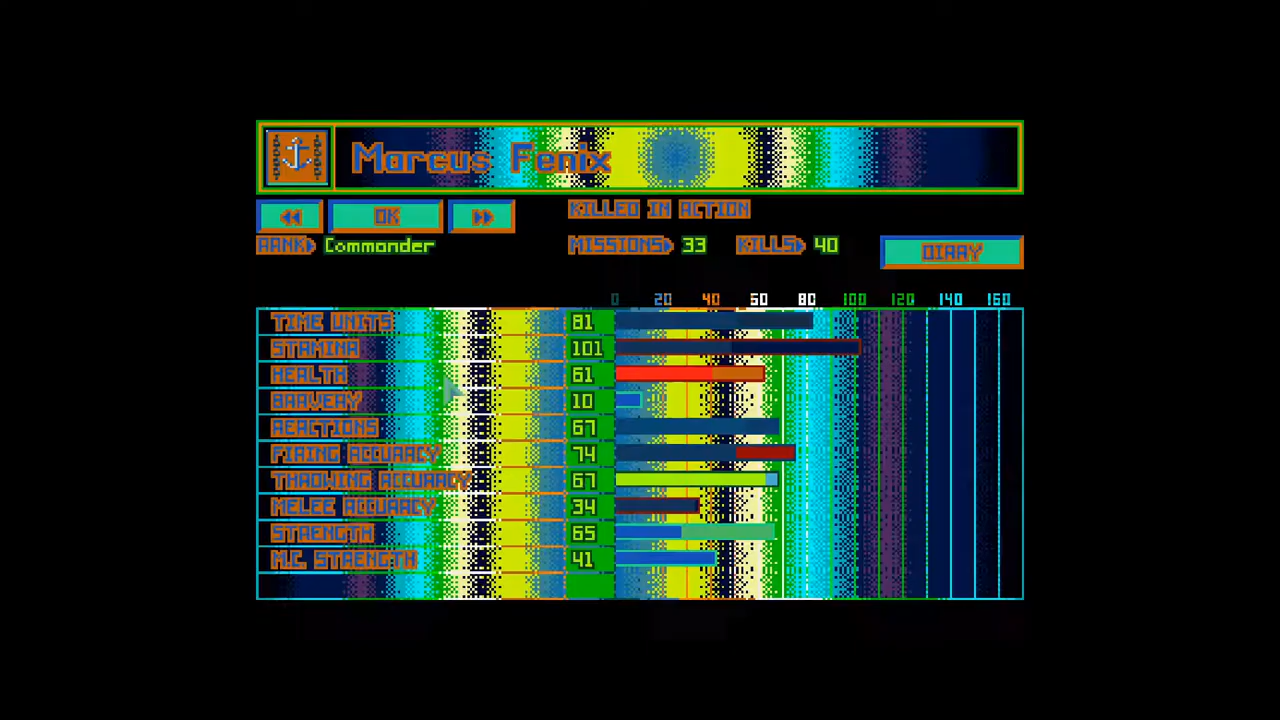 Marcus Fenix
OK
KILLED IN ACTION
RANK> Commander MISSIONS> 33 KILLS> 40 DIARY
0 20 40 60 80 100 120 140 160
TIME UNITS 81
STAMINA 101
HEALTH 61
BRAVERY 10
REACTIONS 67
FIRING ACCURACY 74
THROWING ACCURACY 67
MELEE ACCURACY 34
STRENGTH 65
M.C. STRENGTH 41